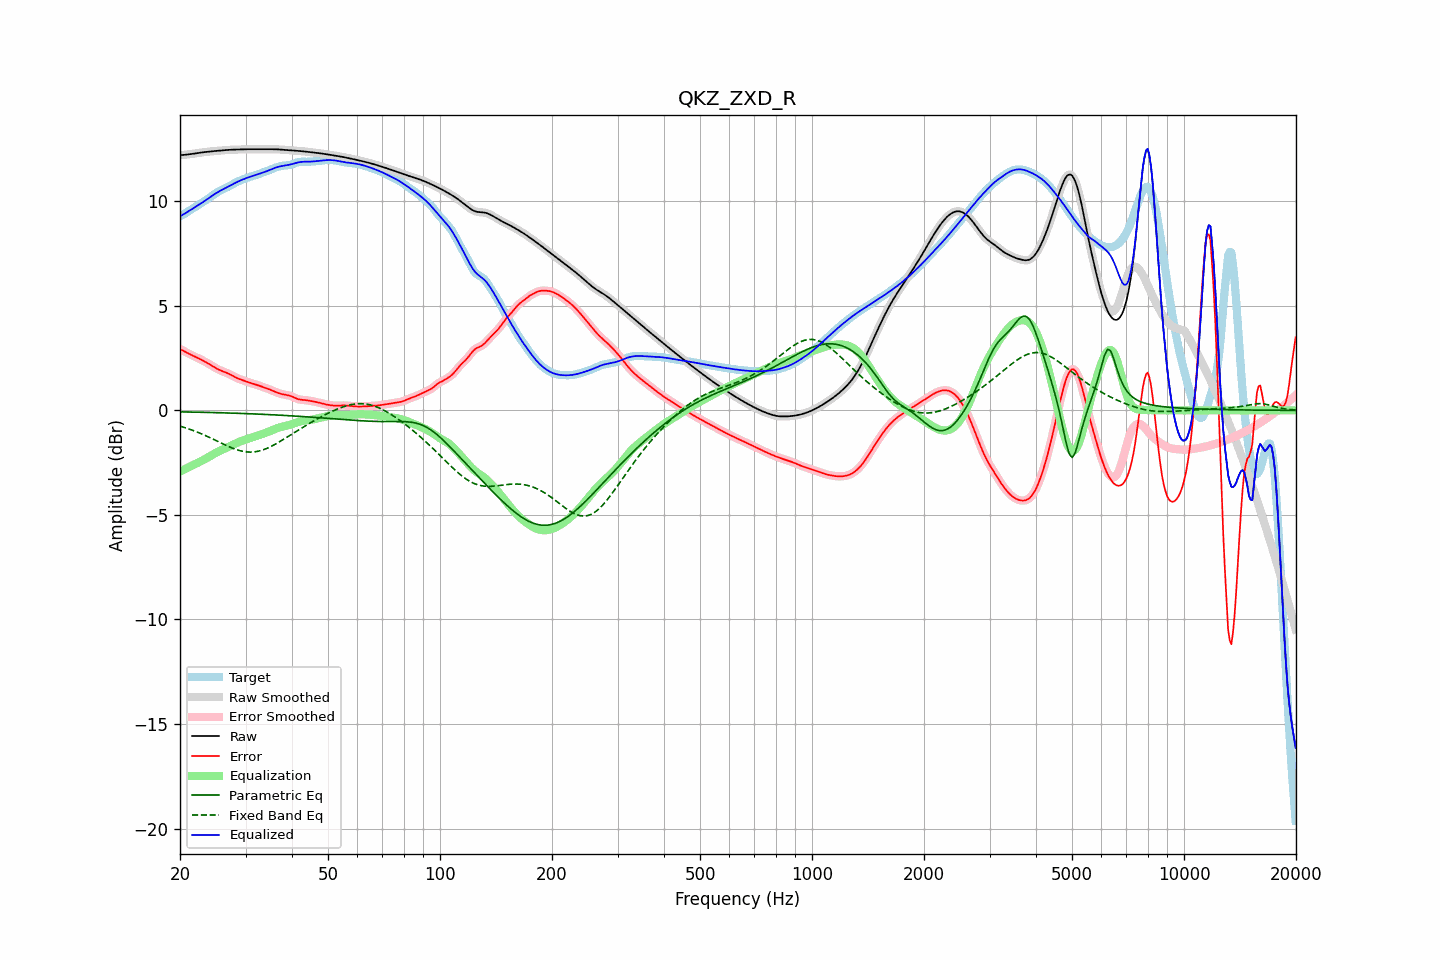 QKZ_ZXD_R
Amplitude (dBr)
10
5
0
−5
−10
−15
−20
Target
Raw Smoothed
Error Smoothed
Raw
Error
Equalization
Parametric Eq
Fixed Band Eq
Equalized
20 50 100 200 500 1000 2000 5000 10000 20000
Frequency (Hz)